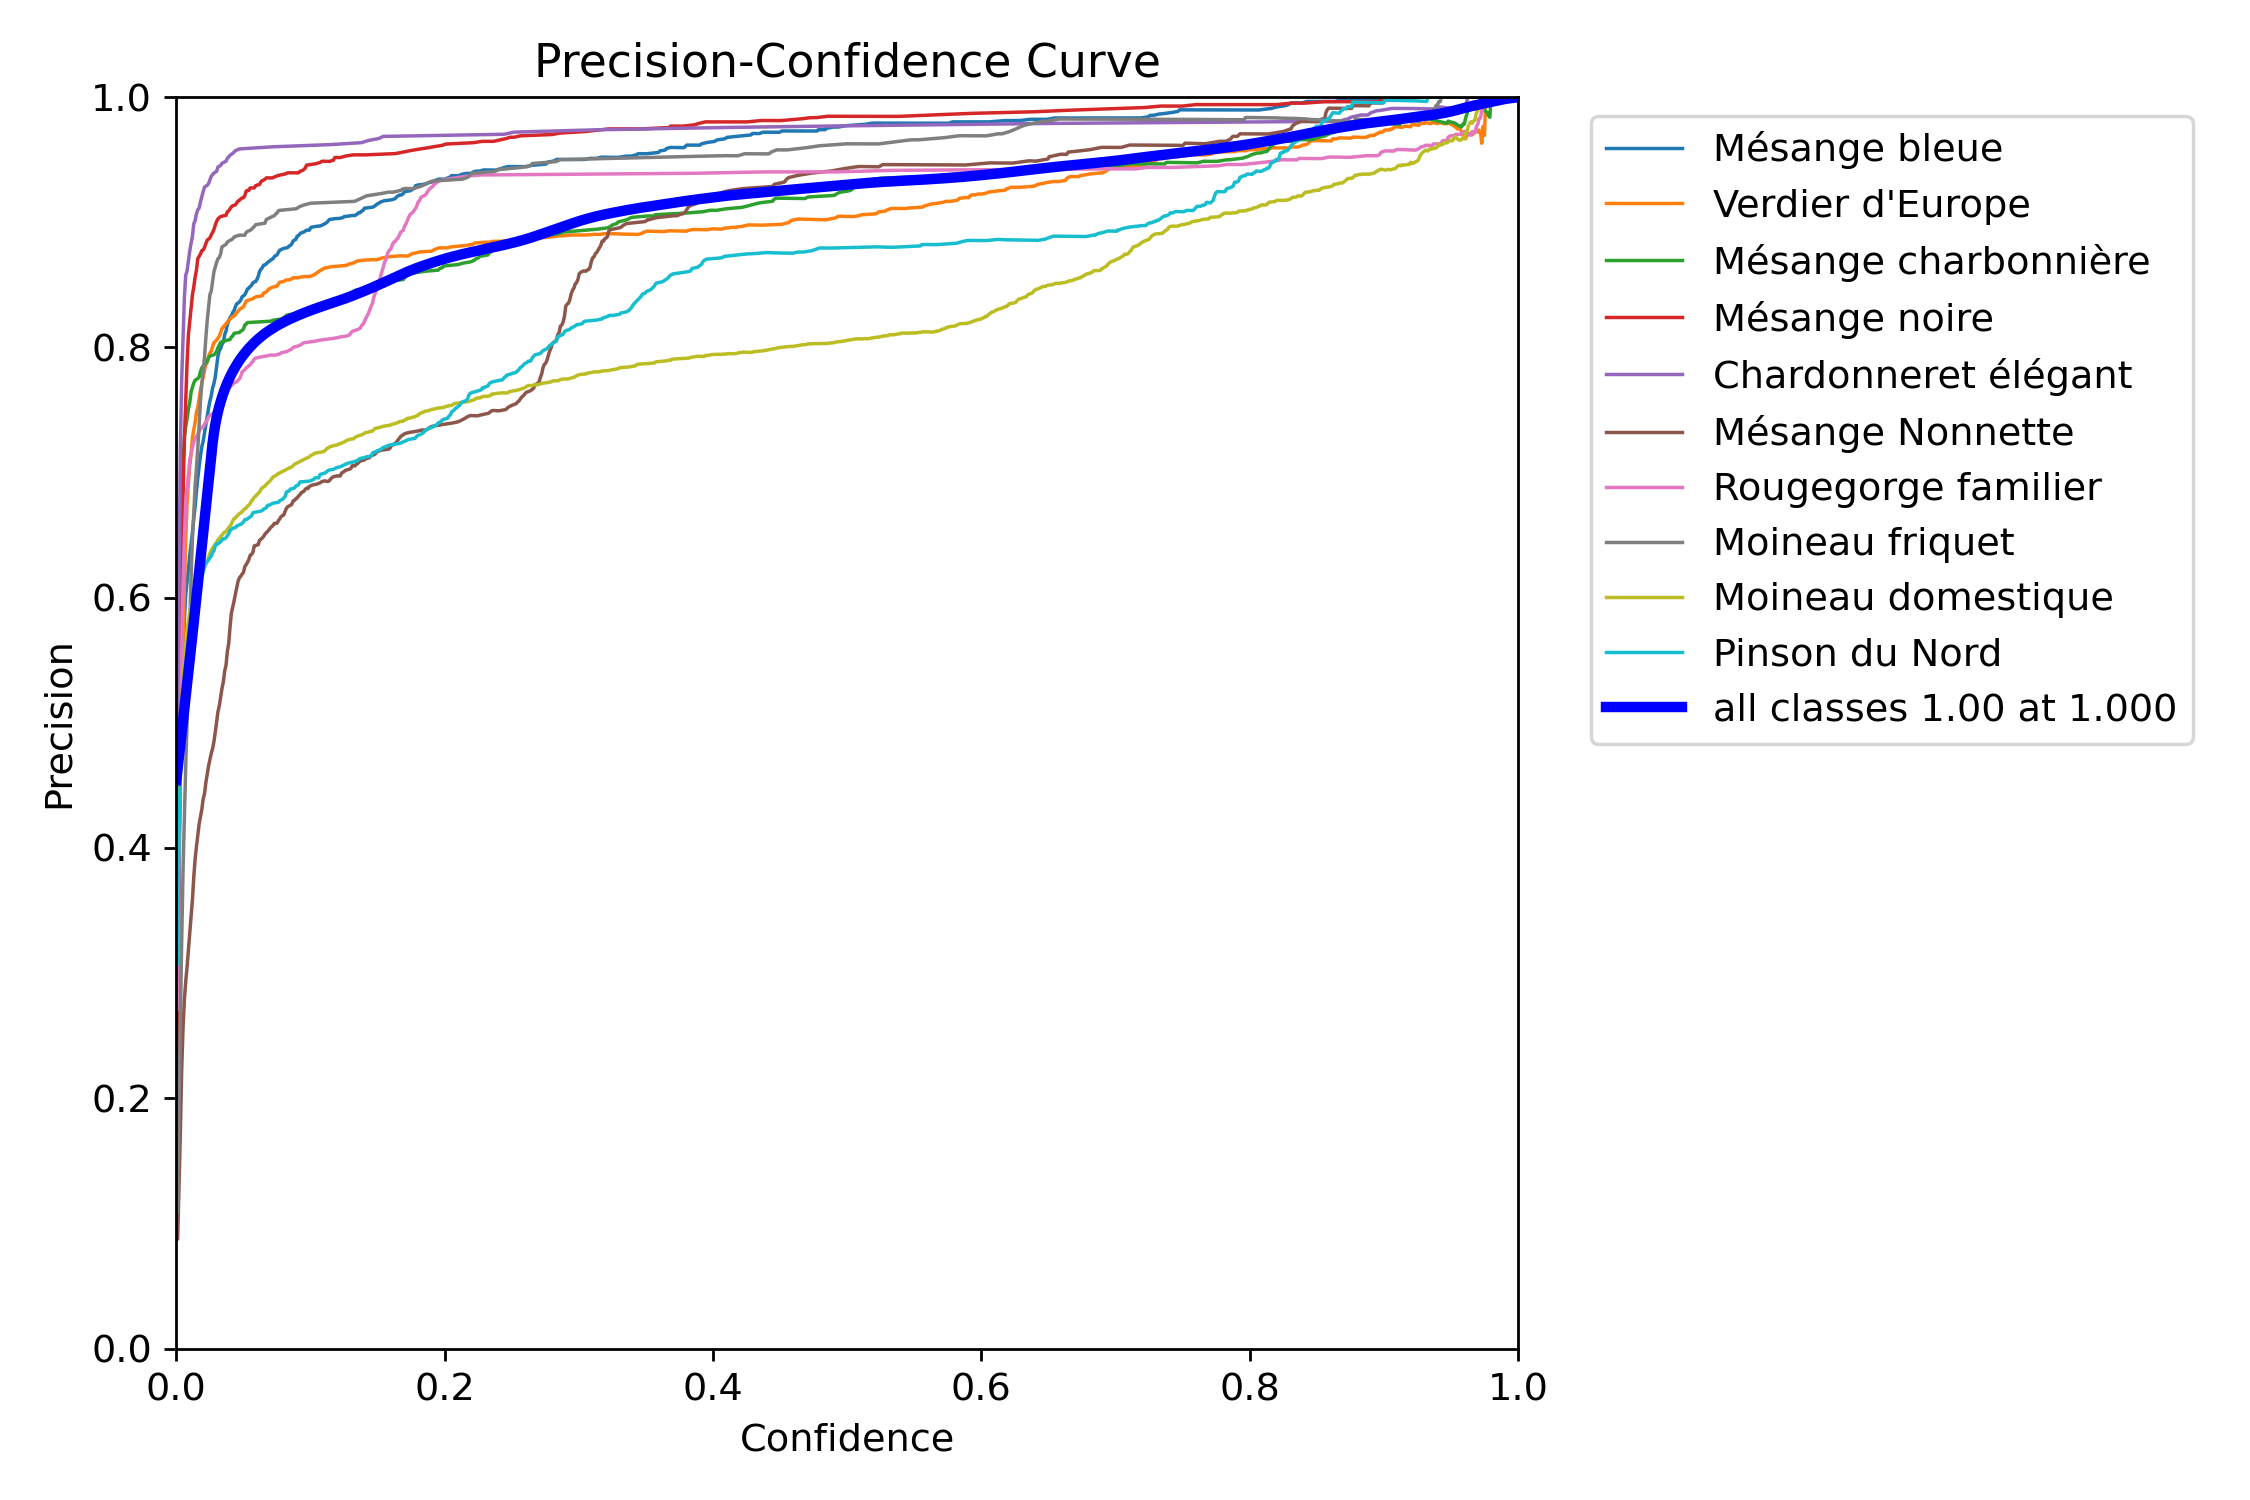 Precision-Confidence Curve
1.0
0.8
0.6
0.4
0.2
0.0
Precision
0.0 0.2 0.4 0.6 0.8 1.0
Confidence
Mésange bleue
Verdier d'Europe
Mésange charbonnière
Mésange noire
Chardonneret élégant
Mésange Nonnette
Rougegorge familier
Moineau friquet
Moineau domestique
Pinson du Nord
all classes 1.00 at 1.000